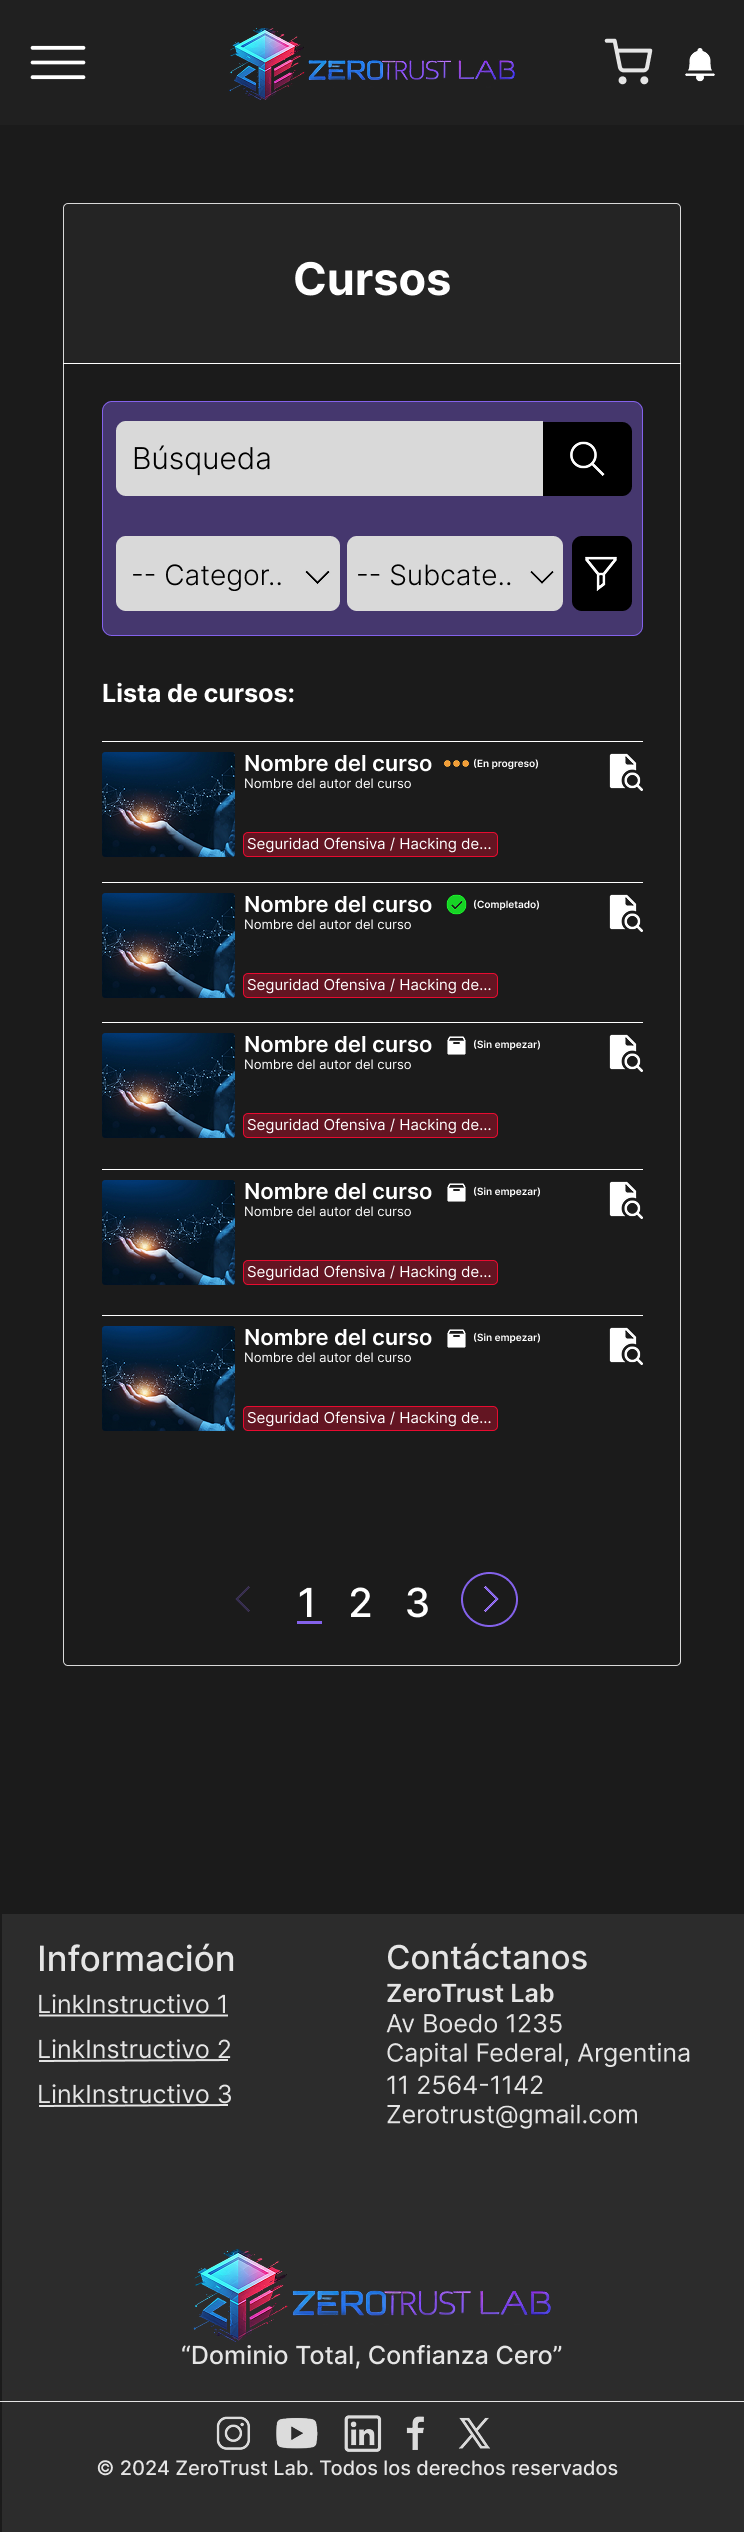 ZEROTRUST LAB
Cursos
Búsqueda
-- Categor..
-- Subcate..
Lista de cursos:
Nombre del curso (En progreso)
Nombre del autor del curso
Seguridad Ofensiva / Hacking de...
Nombre del curso (Completado)
Nombre del autor del curso
Seguridad Ofensiva / Hacking de...
Nombre del curso (Sin empezar)
Nombre del autor del curso
Seguridad Ofensiva / Hacking de...
Nombre del curso (Sin empezar)
Nombre del autor del curso
Seguridad Ofensiva / Hacking de...
Nombre del curso (Sin empezar)
Nombre del autor del curso
Seguridad Ofensiva / Hacking de...
1 2 3
Información
LinkInstructivo 1
LinkInstructivo 2
LinkInstructivo 3
Contáctanos
ZeroTrust Lab
Av Boedo 1235
Capital Federal, Argentina
11 2564-1142
Zerotrust@gmail.com
ZEROTRUST LAB
“Dominio Total, Confianza Cero”
© 2024 ZeroTrust Lab. Todos los derechos reservados